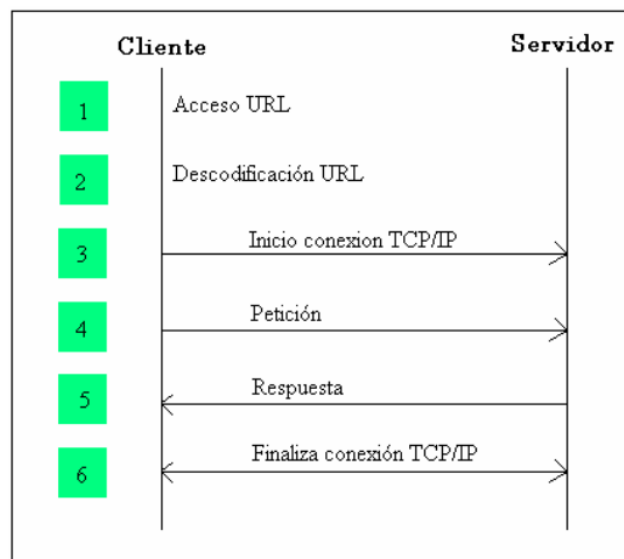 Cliente Servidor
1 Acceso URL
2 Descodificación URL
3 Inicio conexion TCP/IP
4 Petición
5 Respuesta
6 Finaliza conexión TCP/IP